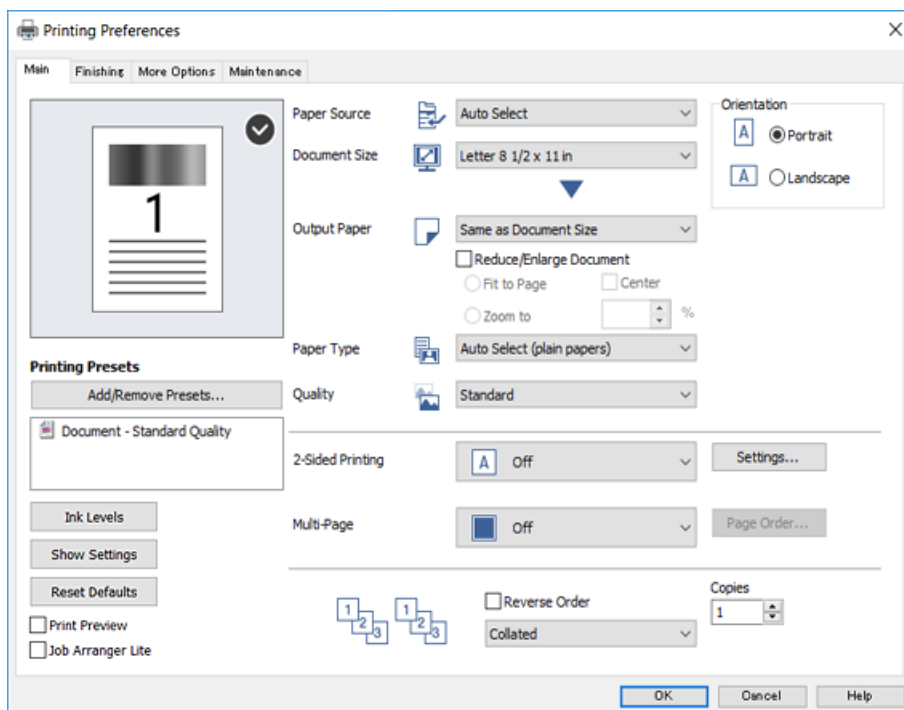 Printing Preferences
Main Finishing More Options Maintenance
1
Printing Presets
Add/Remove Presets...
Document - Standard Quality
Ink Levels
Show Settings
Reset Defaults
Print Preview
Job Arranger Lite
Paper Source Auto Select
Document Size Letter 8 1/2 x 11 in
Output Paper Same as Document Size
Reduce/Enlarge Document
Fit to Page Center
Zoom to %
Paper Type Auto Select (plain papers)
Quality Standard
Orientation
A Portrait
A Landscape
2-Sided Printing A Off Settings...
Multi-Page Off Page Order...
1 2 3 1 2 3
Reverse Order
Collated
Copies
1
OK Cancel Help